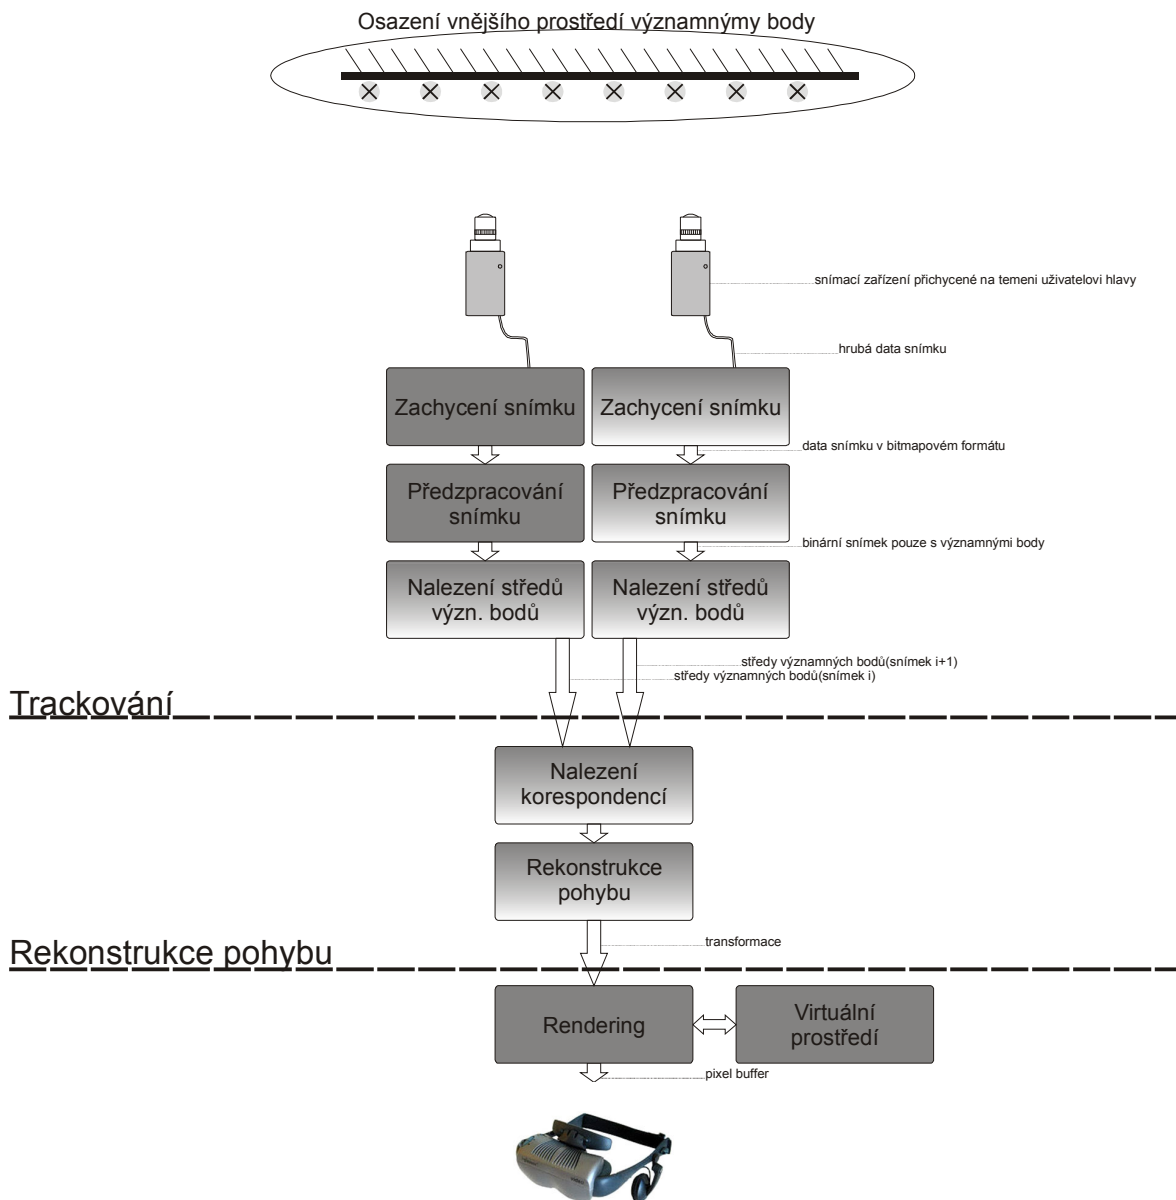 Osazení vnějšího prostředí významnýmy body
snímací zařízení přichycené na temeni uživatelovi hlavy
hrubá data snímku
Zachycení snímku
Zachycení snímku
data snímku v bitmapovém formátu
Předzpracování
snímku
Předzpracování
snímku
binární snímek pouze s významnými body
Nalezení středů
význ. bodů
Nalezení středů
význ. bodů
středy významných bodů(snímek i+1)
středy významných bodů(snímek i)
Trackování
Nalezení
korespondencí
Rekonstrukce
pohybu
transformace
Rekonstrukce pohybu
Rendering
Virtuální
prostředí
pixel buffer